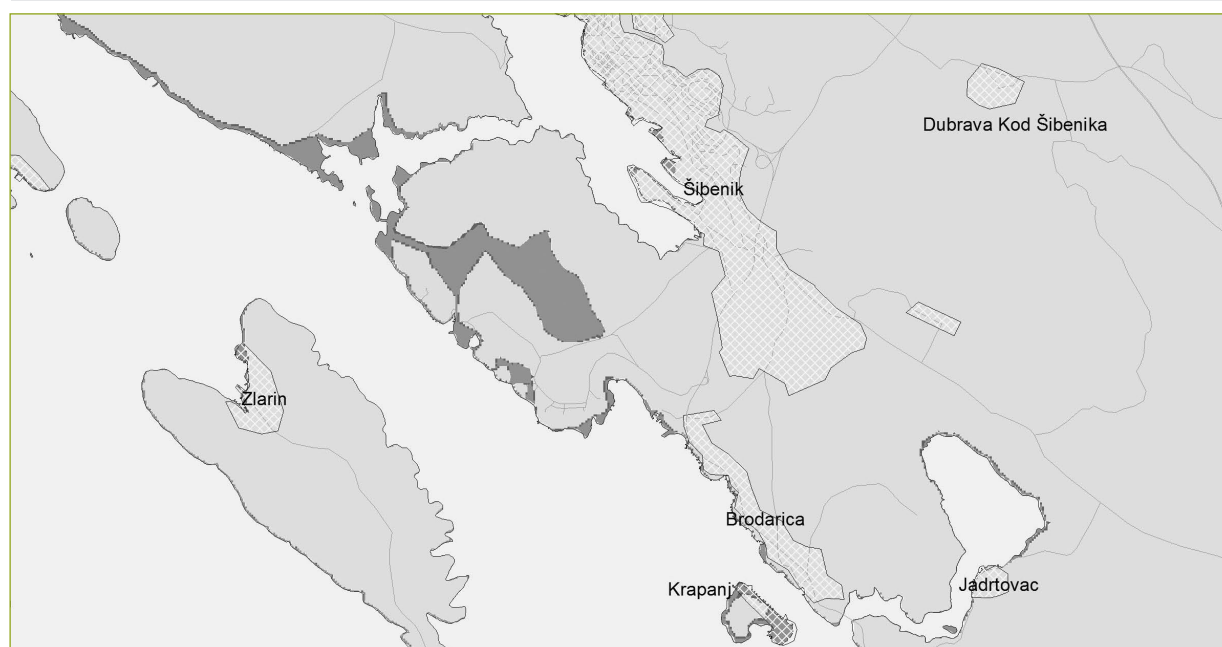 Dubrava Kod Šibenika
Šibenik
Zlarin
Brodarica
Krapanj
Jadrtovac